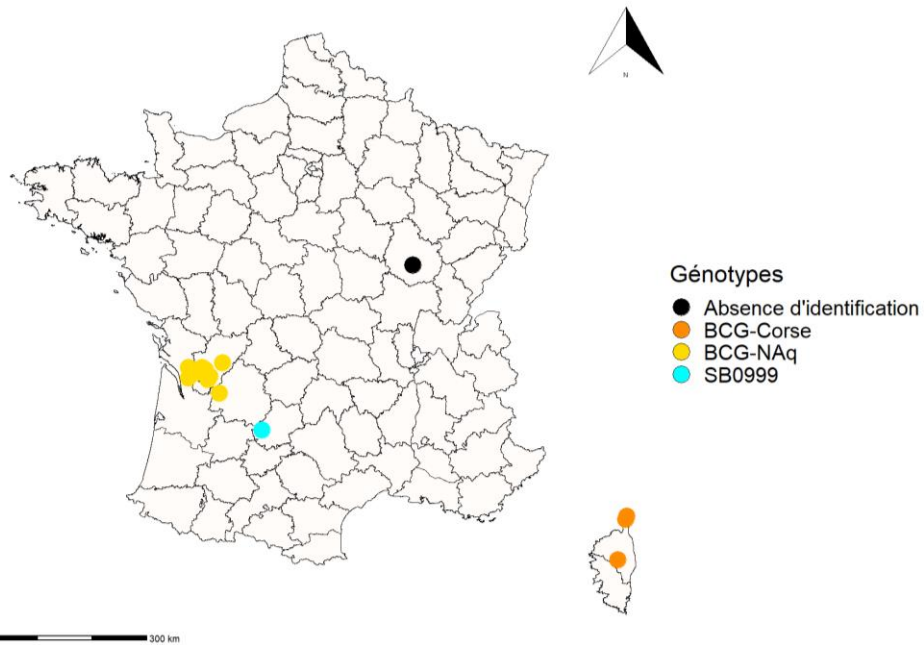 N
Génotypes
Absence d'identification
BCG-Corse
BCG-NAq
SB0999
300 km